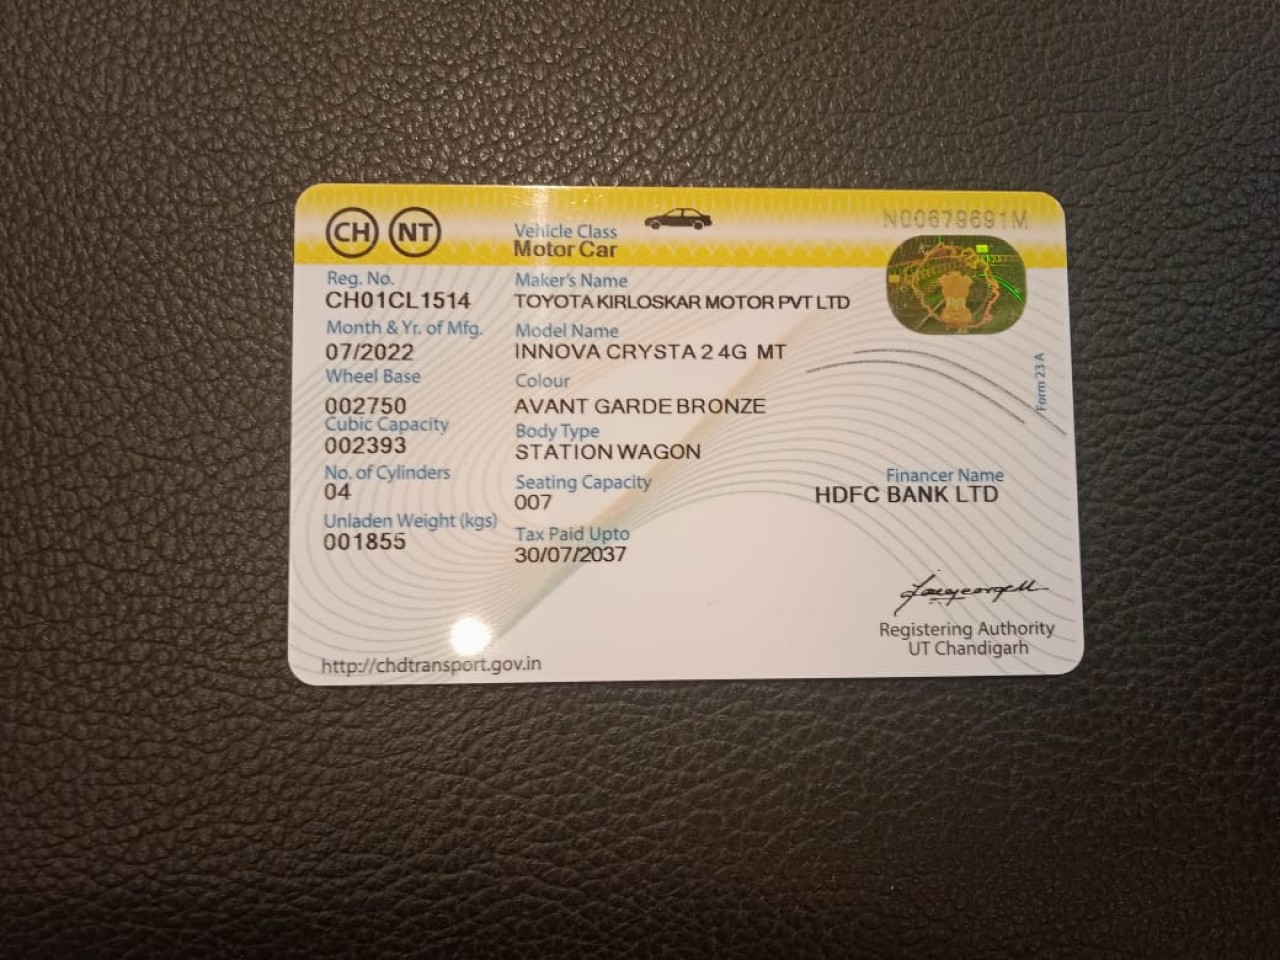 CH NT
Vehicle Class
Motor Car
N00679691M
Reg. No.
CH01CL1514
Maker's Name
TOYOTA KIRLOSKAR MOTOR PVT LTD
Month & Yr. of Mfg.
07/2022
Model Name
INNOVA CRYSTA 2 4G MT
Wheel Base
002750
Colour
AVANT GARDE BRONZE
Cubic Capacity
002393
Body Type
STATION WAGON
No. of Cylinders
04
Seating Capacity
007
Unladen Weight (kgs)
001855
Tax Paid Upto
30/07/2037
Form 23 A
Financer Name
HDFC BANK LTD
Registering Authority
UT Chandigarh
http://chdtransport.gov.in